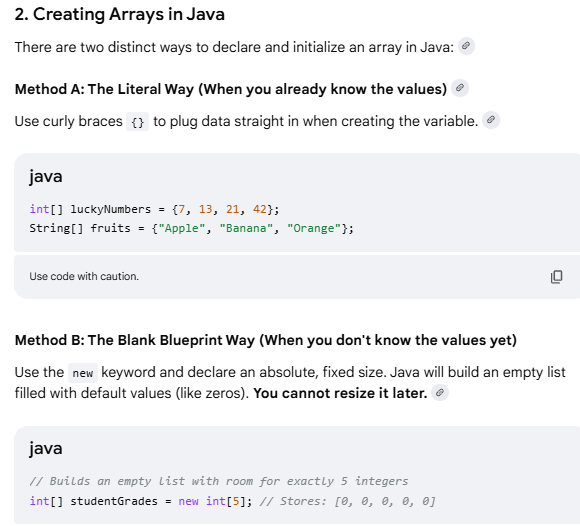 2. Creating Arrays in Java
There are two distinct ways to declare and initialize an array in Java:
Method A: The Literal Way (When you already know the values)
Use curly braces {} to plug data straight in when creating the variable.
java
int[] luckyNumbers = {7, 13, 21, 42};
String[] fruits = {"Apple", "Banana", "Orange"};
Use code with caution.
Method B: The Blank Blueprint Way (When you don't know the values yet)
Use the new keyword and declare an absolute, fixed size. Java will build an empty list
filled with default values (like zeros). You cannot resize it later.
java
// Builds an empty list with room for exactly 5 integers
int[] studentGrades = new int[5]; // Stores: [0, 0, 0, 0, 0]